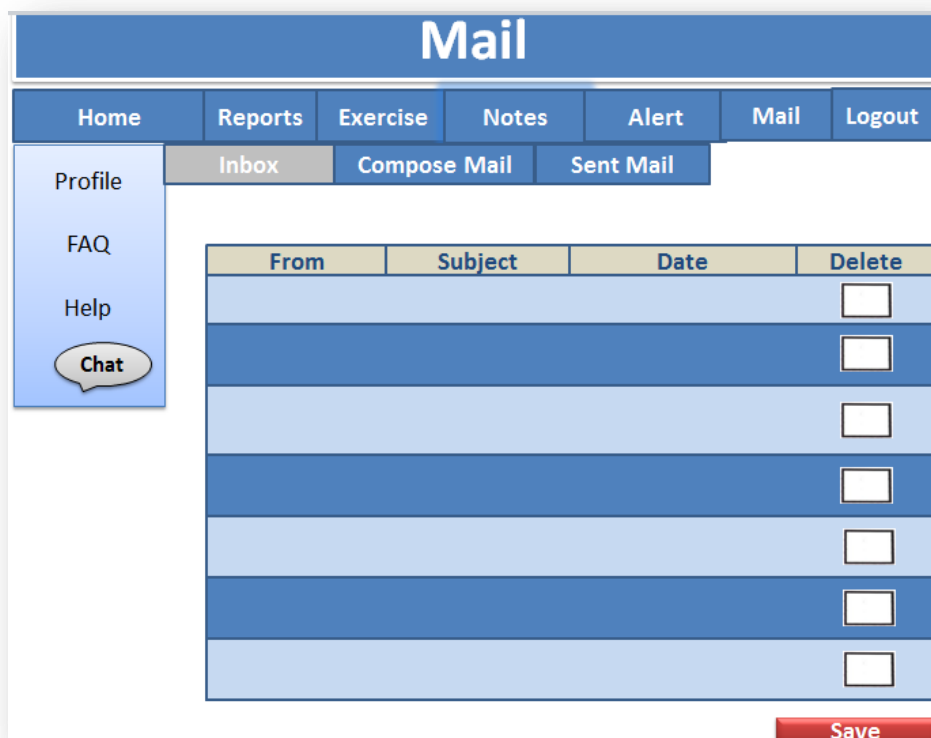 Mail
Home Reports Exercise Notes Alert Mail Logout
Inbox Compose Mail Sent Mail
Profile
FAQ
Help
Chat
From Subject Date Delete
Save